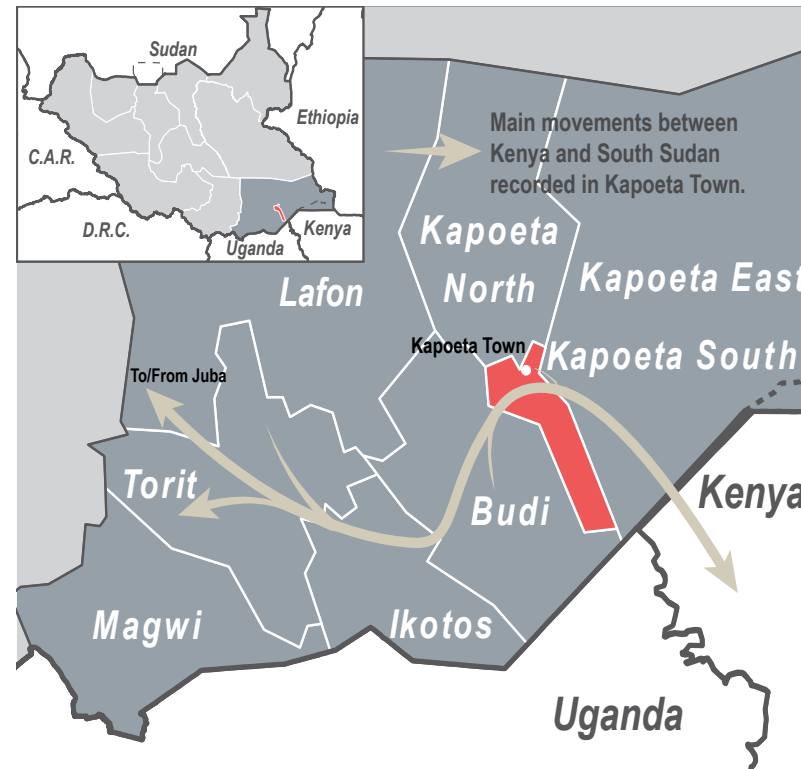 Sudan
Ethiopia
C.A.R.
D.R.C.
Uganda
Kenya
Main movements between
Kenya and South Sudan
recorded in Kapoeta Town.
Kapoeta
North
Lafon
Kapoeta East
Kapoeta Town
Kapoeta South
To/From Juba
Torit
Budi
Kenya
Magwi
Ikotos
Uganda